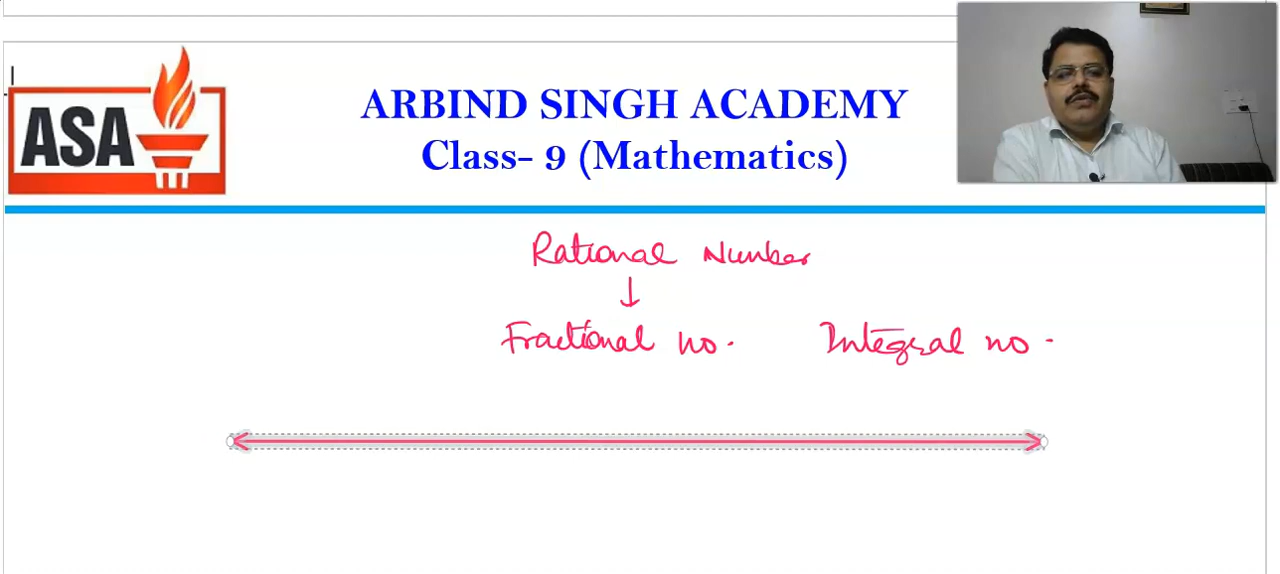 ASA
ARBIND SINGH ACADEMY
Class- 9 (Mathematics)
Rational Number
Fractional no. Integral no.